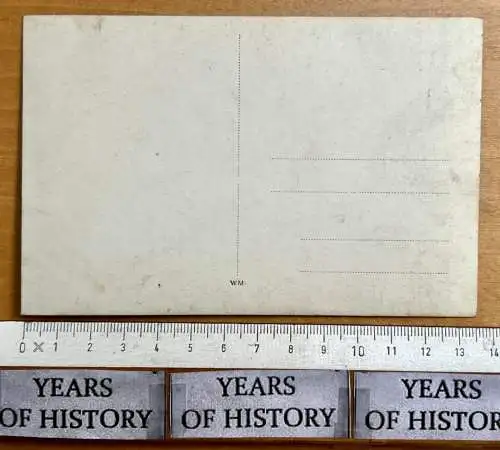 WM
0 1 2 3 4 5 6 7 8 9 10 11 12 13 14
YEARS
OF HISTORY
YEARS
OF HISTORY
YEARS
OF HISTOR